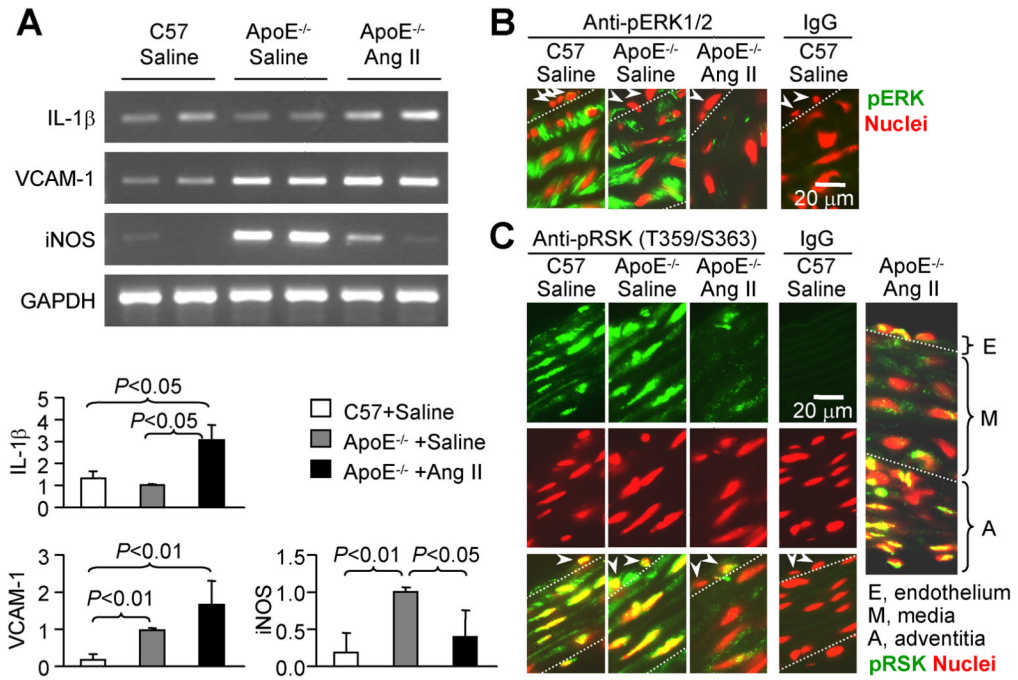 A
C57 Saline
ApoE-/- Saline
ApoE-/- Ang II
IL-1β
VCAM-1
iNOS
GAPDH
IL-1β
5
4
3
2
1
0
P<0.05
P<0.05
C57+Saline
ApoE-/- +Saline
ApoE-/- +Ang II
VCAM-1
3
2
1
0
P<0.01
P<0.01
iNOS
1.5
1.0
0.5
0.0
P<0.01
P<0.05
B
Anti-pERK1/2
IgG
C57 Saline
ApoE-/- Saline
ApoE-/- Ang II
C57 Saline
pERK
Nuclei
20 μm
C
Anti-pRSK (T359/S363)
IgG
C57 Saline
ApoE-/- Saline
ApoE-/- Ang II
C57 Saline
ApoE-/- Ang II
20 μm
E
M
A
E, endothelium
M, media
A, adventitia
pRSK Nuclei